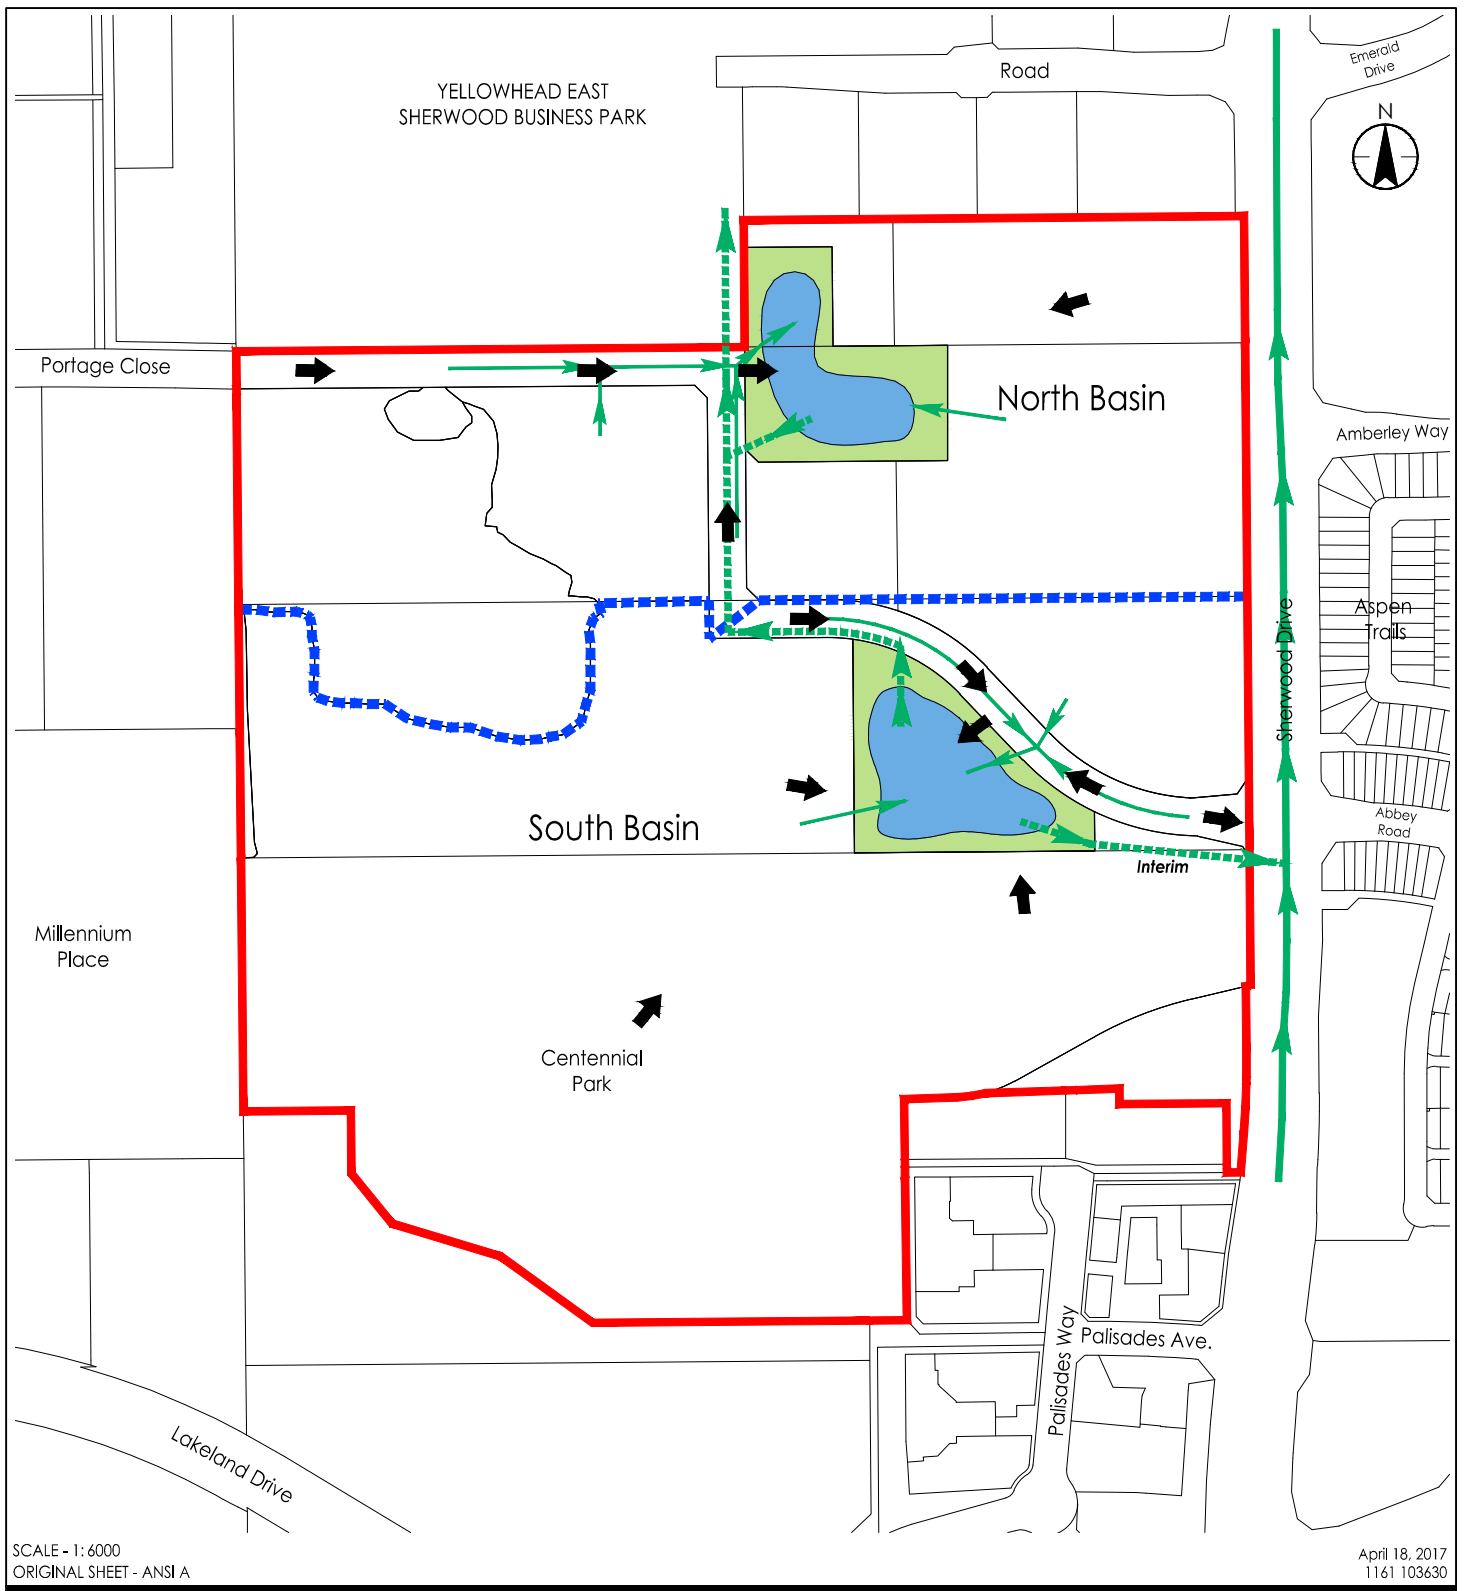 Emerald
Drive
Road
YELLOWHEAD EAST
SHERWOOD BUSINESS PARK
N
Portage Close
North Basin
Amberley Way
Sherwood Drive
Aspen
Trails
South Basin
Abbey
Road
Interim
Millennium
Place
Centennial
Park
Palisades Way
Palisades Ave.
Lakeland Drive
SCALE - 1:6000
ORIGINAL SHEET - ANSI A
April 18, 2017
1161 103630